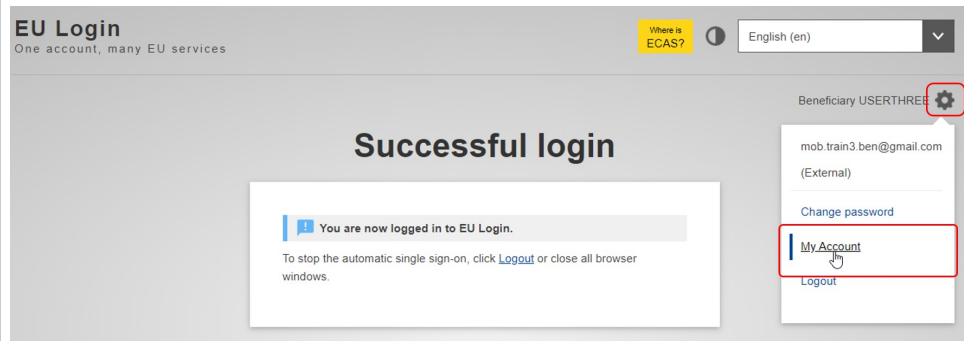 EU Login
One account, many EU services
Where is
ECAS?
English (en)
Beneficiary USERTHREE
Successful login
mob.train3.ben@gmail.com
(External)
Change password
My Account
Logout
You are now logged in to EU Login.
To stop the automatic single sign-on, click Logout or close all browser
windows.